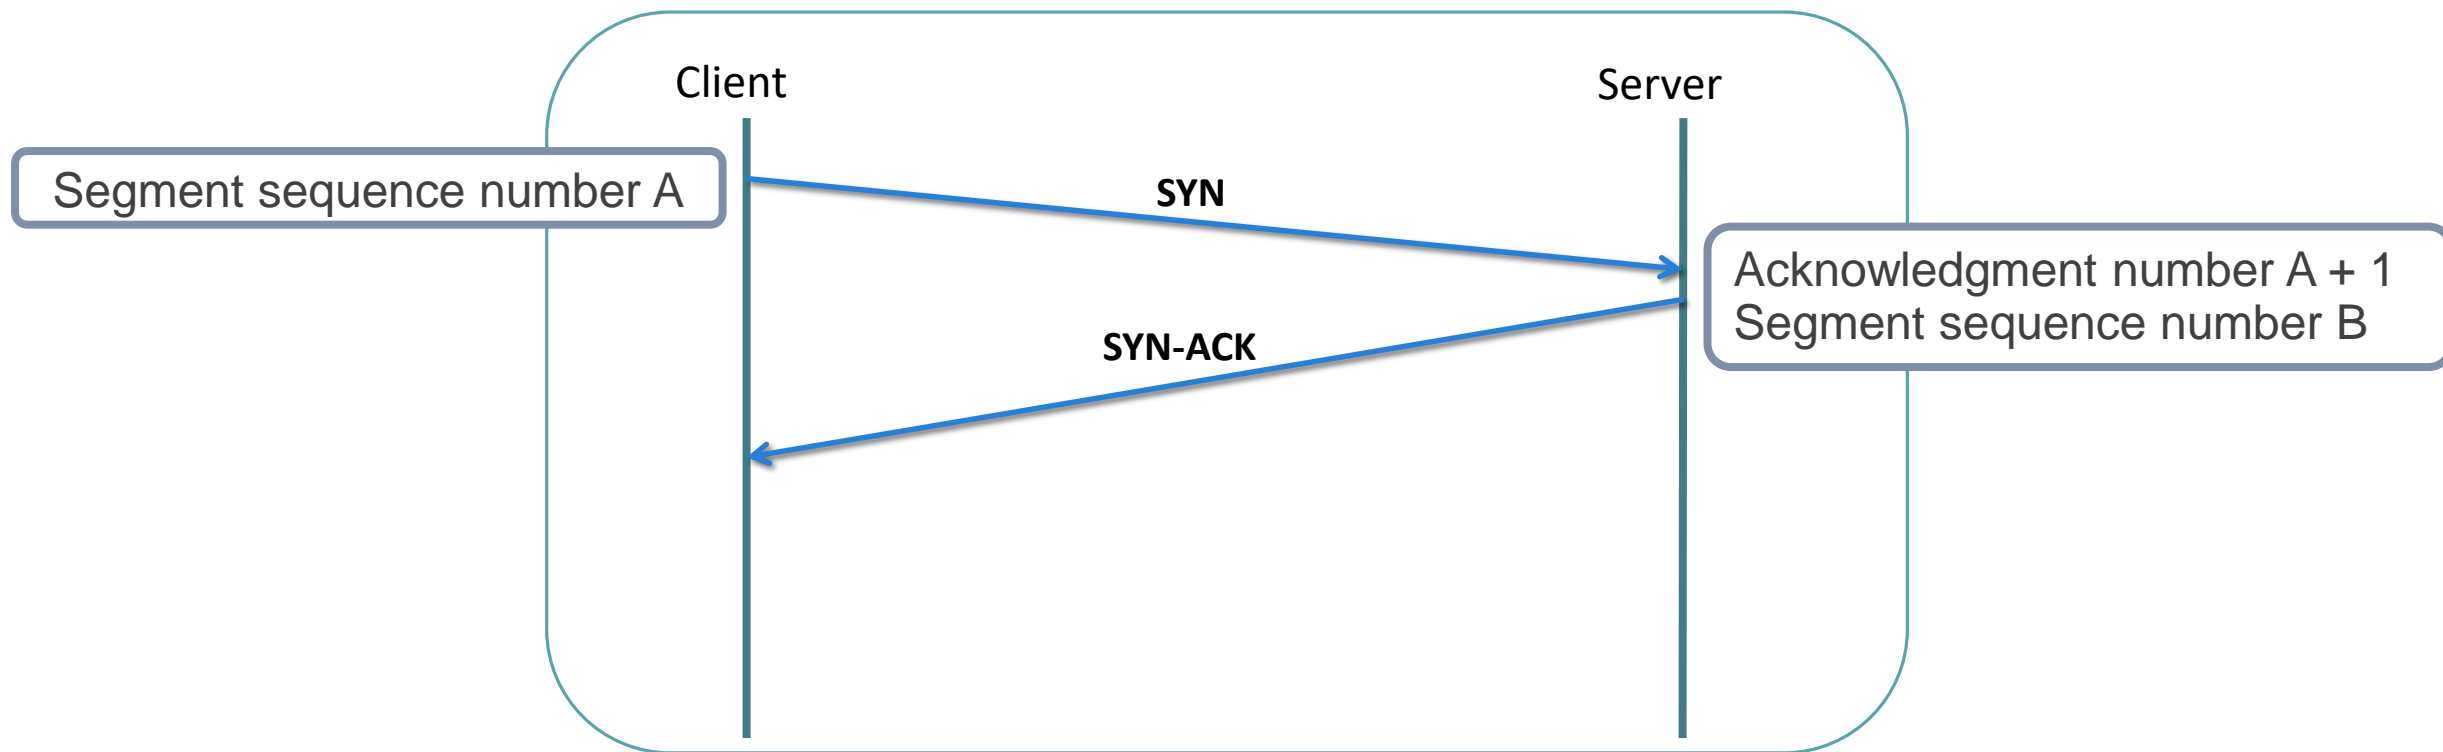 Client
Server
Segment sequence number A
SYN
Acknowledgment number A + 1
Segment sequence number B
SYN-ACK